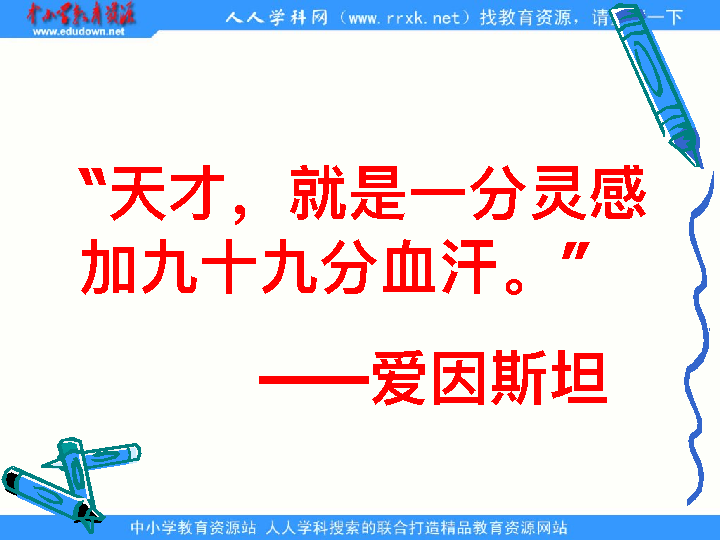 中小学教育资源
www.edudown.net
人人学科网（www.rrxk.net）找教育资源，请 一下
“天才，就是一分灵感
加九十九分血汗。”
——爱因斯坦
中小学教育资源站 人人学科搜索的联合打造精品教育资源网站